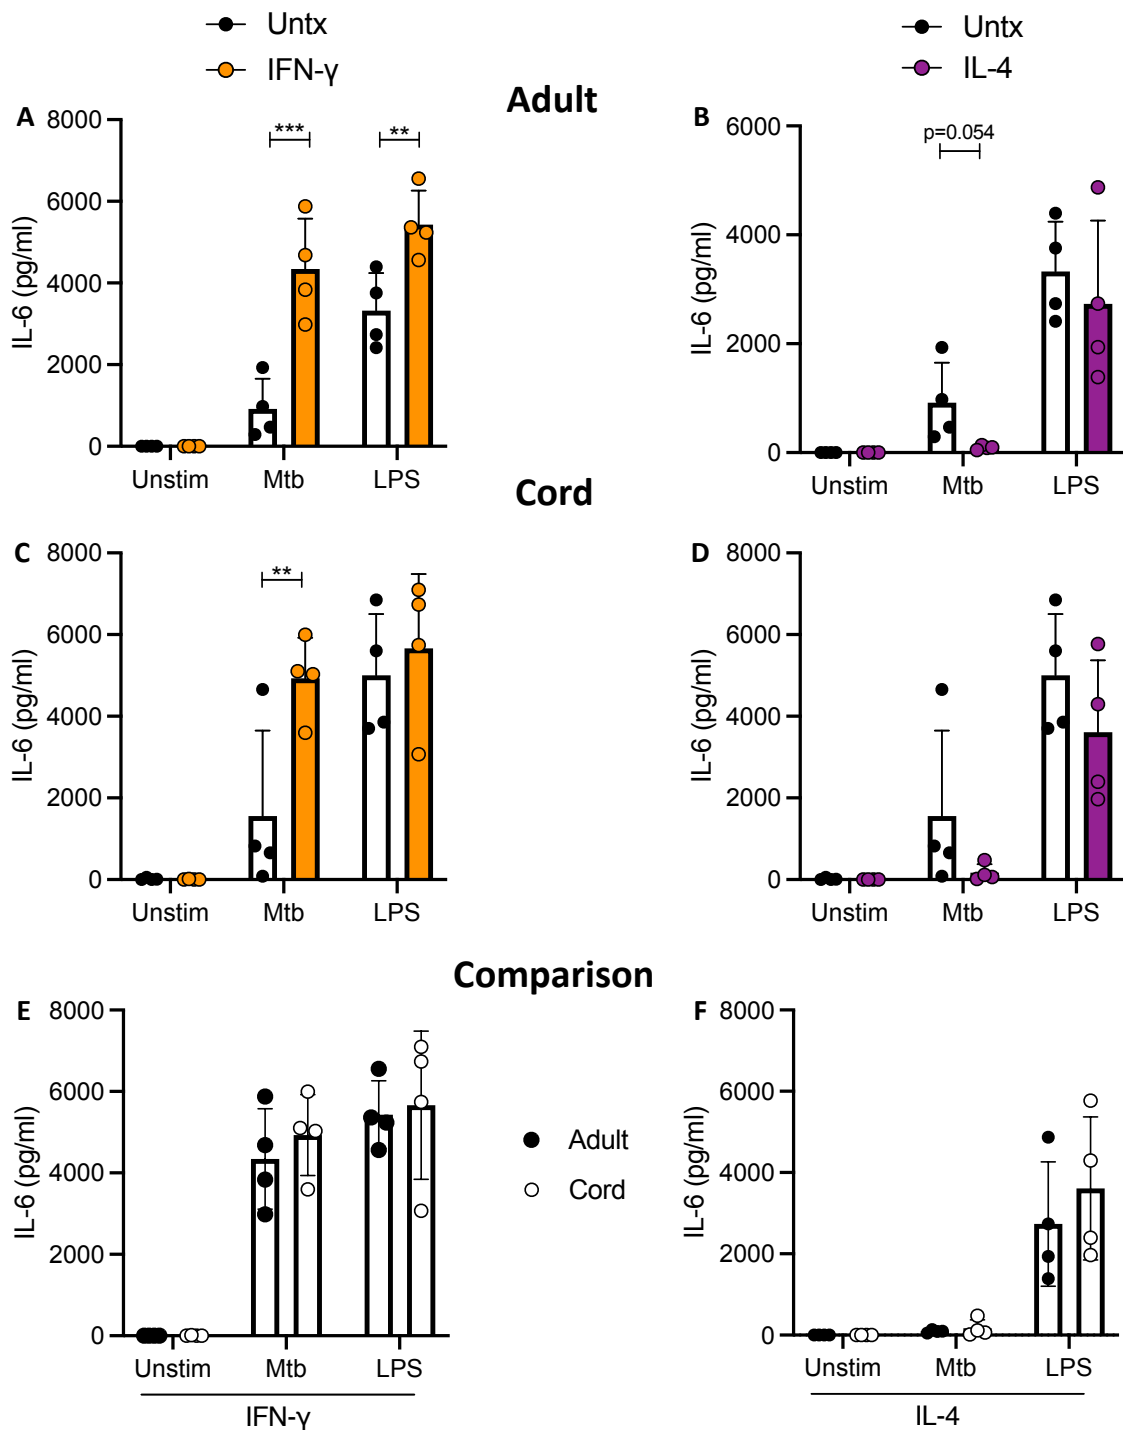 Untx
IFN-γ
Untx
IL-4
Adult
A
8000
6000
4000
2000
0
IL-6 (pg/ml)
***
**
Unstim Mtb LPS
B
6000
4000
2000
0
IL-6 (pg/ml)
p=0.054
Unstim Mtb LPS
Cord
C
8000
6000
4000
2000
0
IL-6 (pg/ml)
**
Unstim Mtb LPS
D
8000
6000
4000
2000
0
IL-6 (pg/ml)
Unstim Mtb LPS
Comparison
E
8000
6000
4000
2000
0
IL-6 (pg/ml)
Unstim Mtb LPS
IFN-γ
Adult
Cord
F
8000
6000
4000
2000
0
IL-6 (pg/ml)
Unstim Mtb LPS
IL-4